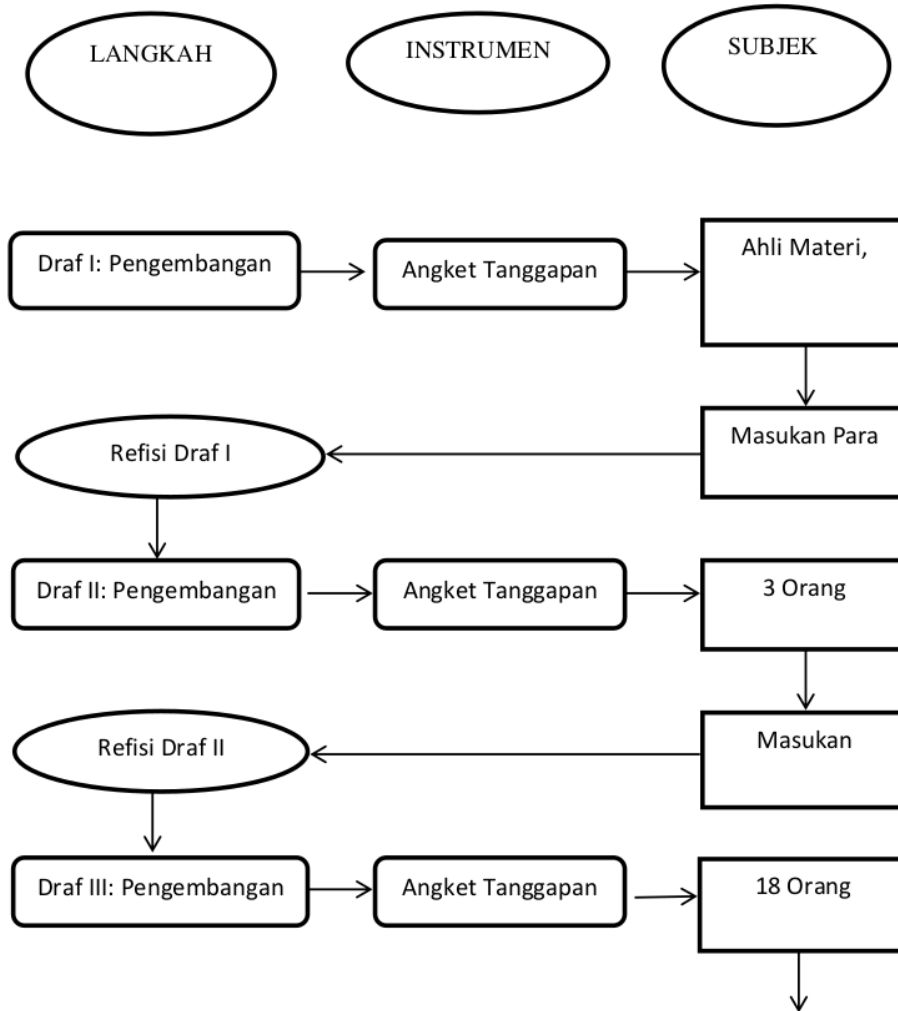 LANGKAH
INSTRUMEN
SUBJEK
Draf I: Pengembangan
Angket Tanggapan
Ahli Materi,
Refisi Draf I
Masukan Para
Draf II: Pengembangan
Angket Tanggapan
3 Orang
Refisi Draf II
Masukan
Draf III: Pengembangan
Angket Tanggapan
18 Orang